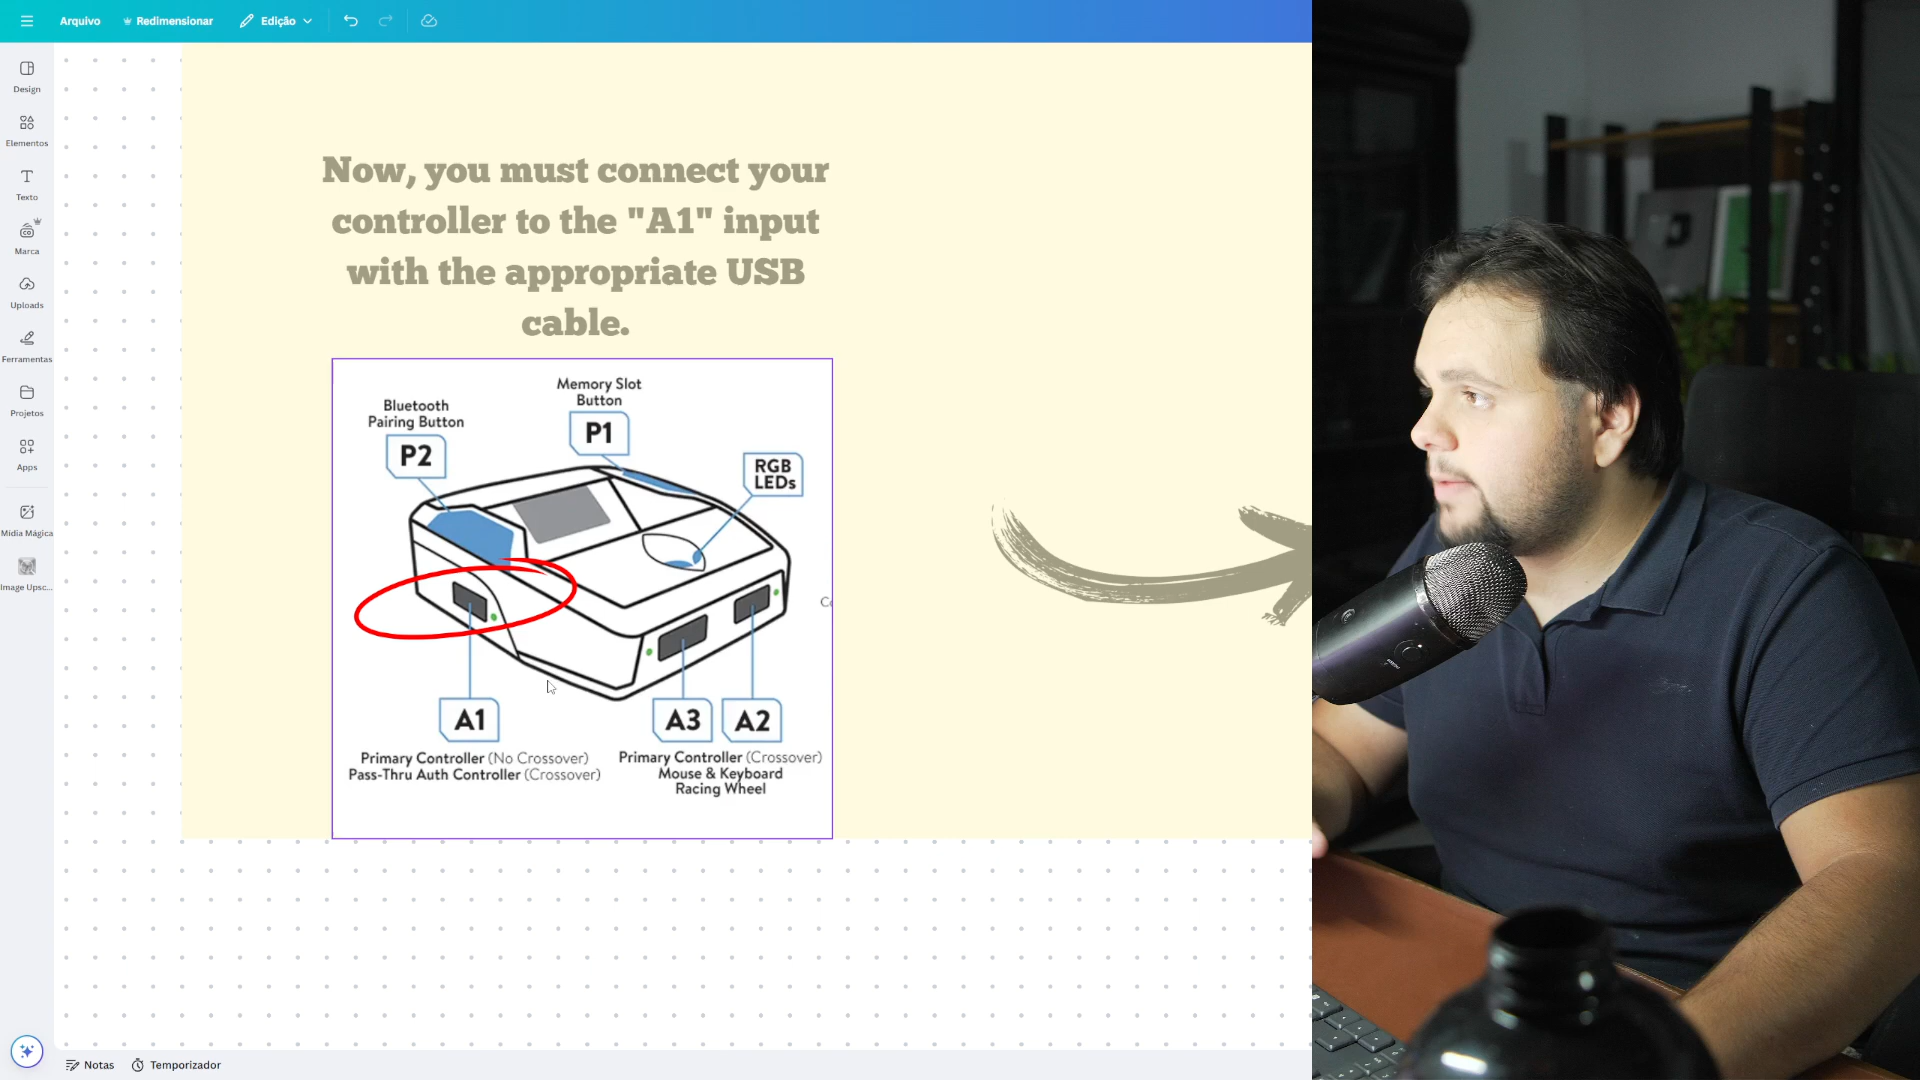 Arquivo
Redimensionar
Edição
Design
Elementos
Texto
Marca
Uploads
Ferramentas
Projetos
Apps
Mídia Mágica
Image Upsc...
Now, you must connect your
controller to the "A1" input
with the appropriate USB
cable.
Memory Slot
Button
P1
Bluetooth
Pairing Button
P2
RGB
LEDs
A1
A3
A2
Primary Controller (No Crossover)
Pass-Thru Auth Controller (Crossover)
Primary Controller (Crossover)
Mouse & Keyboard
Racing Wheel
Notas
Temporizador